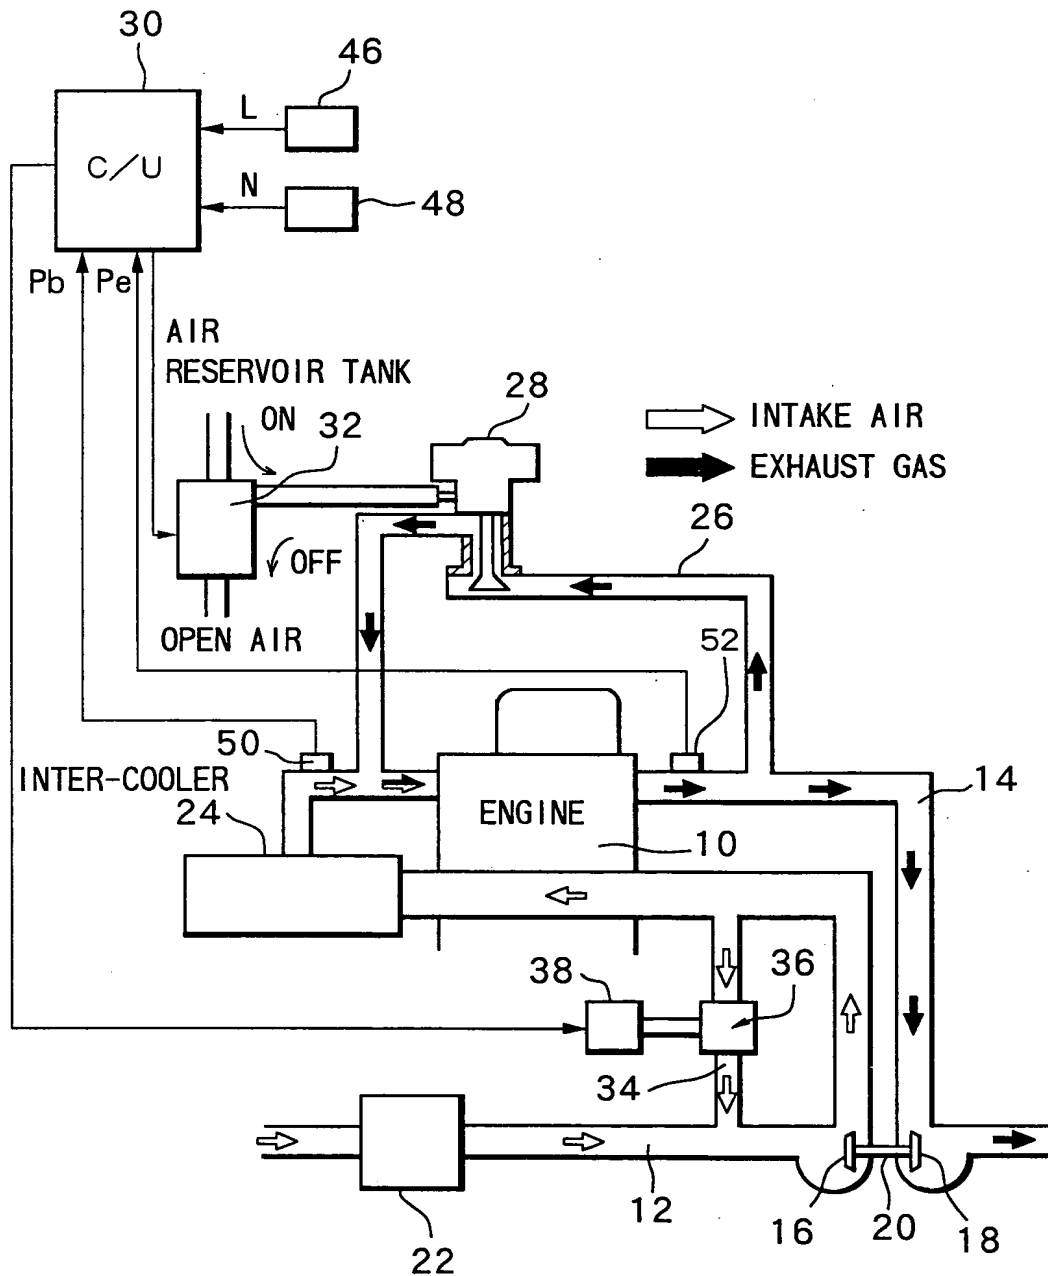 30
46
L
C/U
N
48
Pb Pe
AIR
RESERVOIR TANK
28
ON 32
INTAKE AIR
EXHAUST GAS
26
OFF
OPEN AIR
52
50
INTER-COOLER
14
24
ENGINE
10
38
36
34
12
16
20
18
22